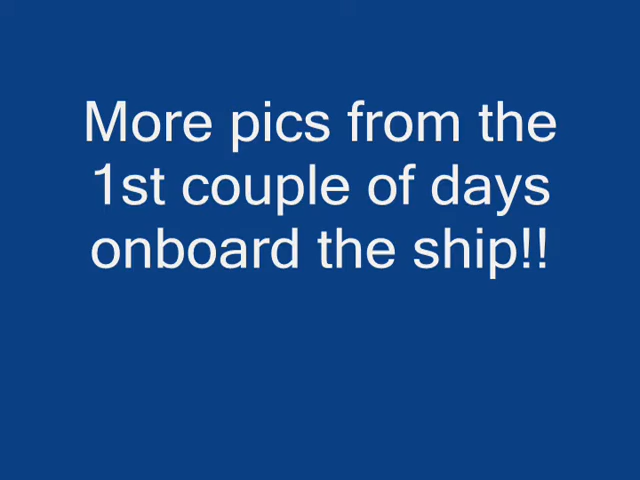 More pics from the
1st couple of days
onboard the ship!!